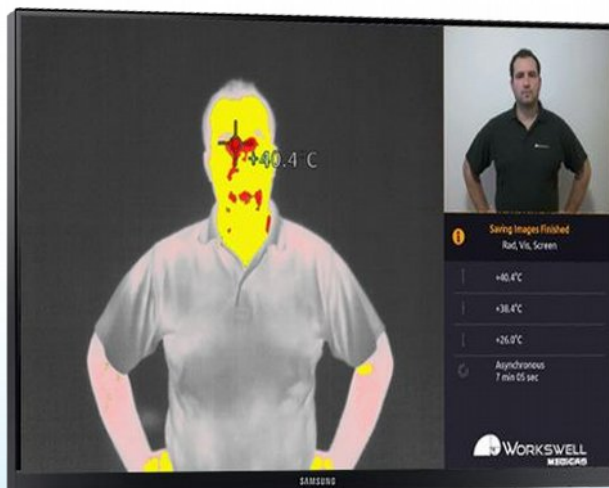 +40.4°C
Saving Images Finished
Rad, Vis, Screen
+40.4°C
+38.4°C
+26.0°C
Asynchronous
7 min 05 sec
WORKSWELL
MEDICAS
SAMSUNG